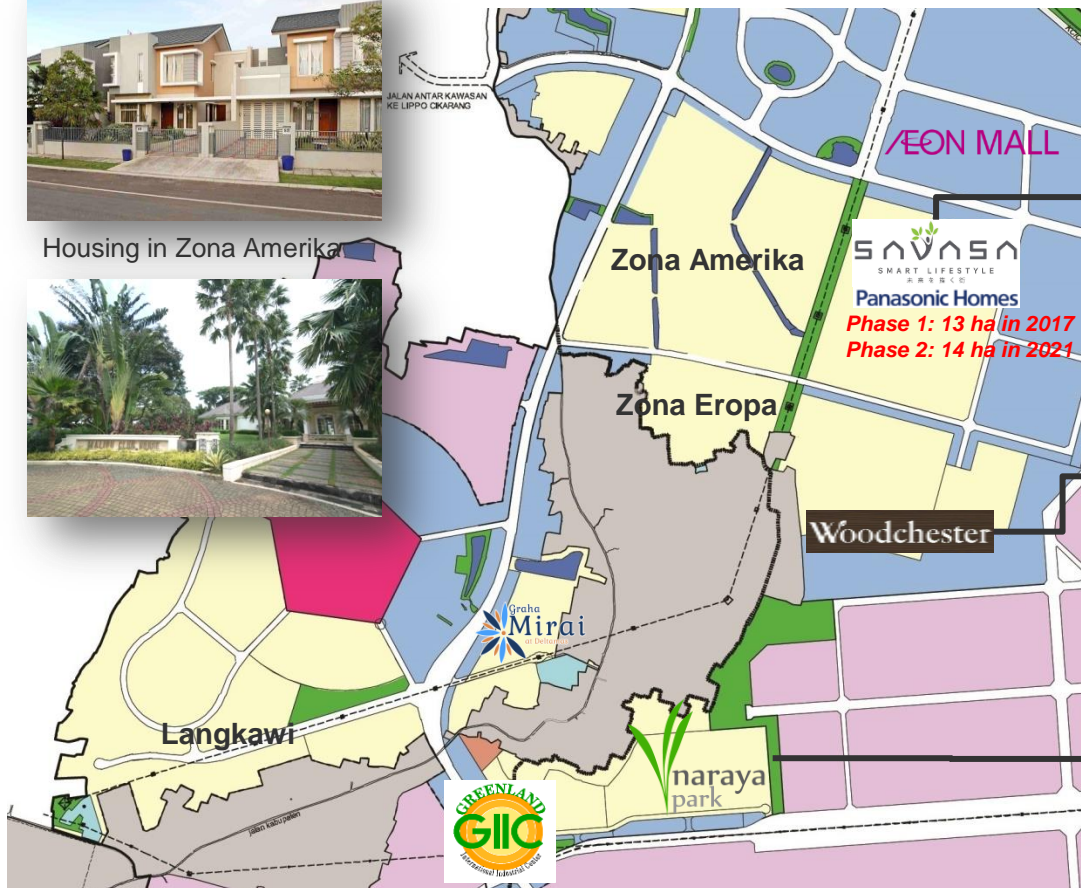 JALAN ANTAR KAWASAN
KE LIPPO CIKARANG
ÆON MALL
Housing in Zona Amerika
Zona Amerika
SAVASA
SMART LIFESTYLE
Panasonic Homes
Phase 1: 13 ha in 2017
Phase 2: 14 ha in 2021
Zona Eropa
Woodchester
Graha
Mirai
at Deltamas
Langkawi
naraya
park
jalan kabupaten
GREENLAND
GIIC
International Industrial Center